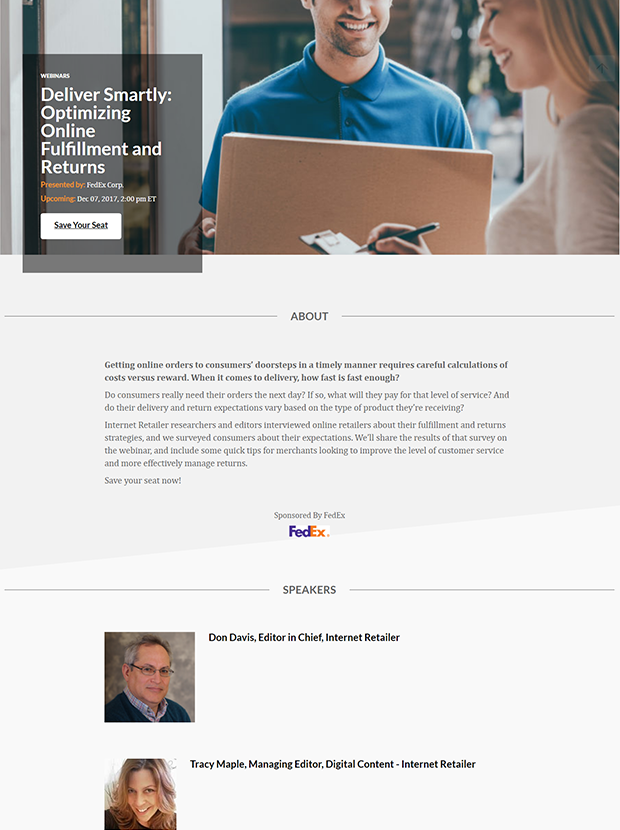 WEBINARS
Deliver Smartly:
Optimizing
Online
Fulfillment and
Returns
Presented by: FedEx Corp.
Upcoming: Dec 07, 2017, 2:00 pm ET
Save Your Seat
ABOUT
Getting online orders to consumers' doorsteps in a timely manner requires careful calculations of
costs versus reward. When it comes to delivery, how fast is fast enough?
Do consumers really need their orders the next day? If so, what will they pay for that level of service? And
do their delivery and return expectations vary based on the type of product they're receiving?
Internet Retailer researchers and editors interviewed online retailers about their fulfillment and returns
strategies, and we surveyed consumers about their expectations. We'll share the results of that survey on
the webinar, and include some quick tips for merchants looking to improve the level of customer service
and more effectively manage returns.
Save your seat now!
Sponsored By FedEx
FedEx
SPEAKERS
Don Davis, Editor in Chief, Internet Retailer
Tracy Maple, Managing Editor, Digital Content - Internet Retailer